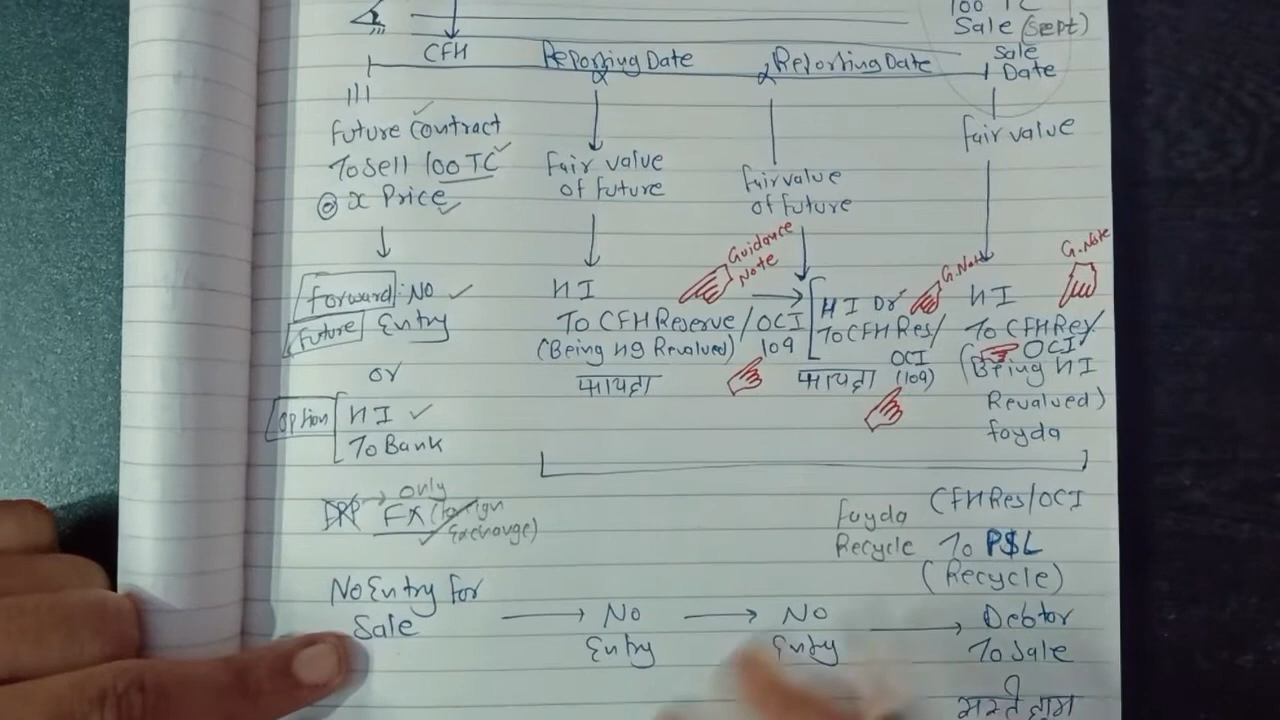 100 TC
Sale (Sept)
CFH
Reporting Date
Reporting Date
Sale
Date
Future Contract
To Sell 100 TC
@ x Price
Fair value
of Future
Fair value
of Future
Fair value
Guidance
Note
G. Note
G. Note
Forward: No
Future Entry
or
Option
HI
To Bank
HI
To CFH Reserve / OCI
(Being Hg Revalued) 109
फायदा
HI Dr
To CFH Res/
OCI
फायदा (109)
HI
To CFH Res/
OCI
(Being HI
Revalued)
fayda
only
FX (Foreign
Exchange)
Fayda
Recycle
CFH Res/OCI
To P&L
(Recycle)
No Entry for
Sale
No
Entry
No
Entry
Debtor
To Sale
सस्ते दाम